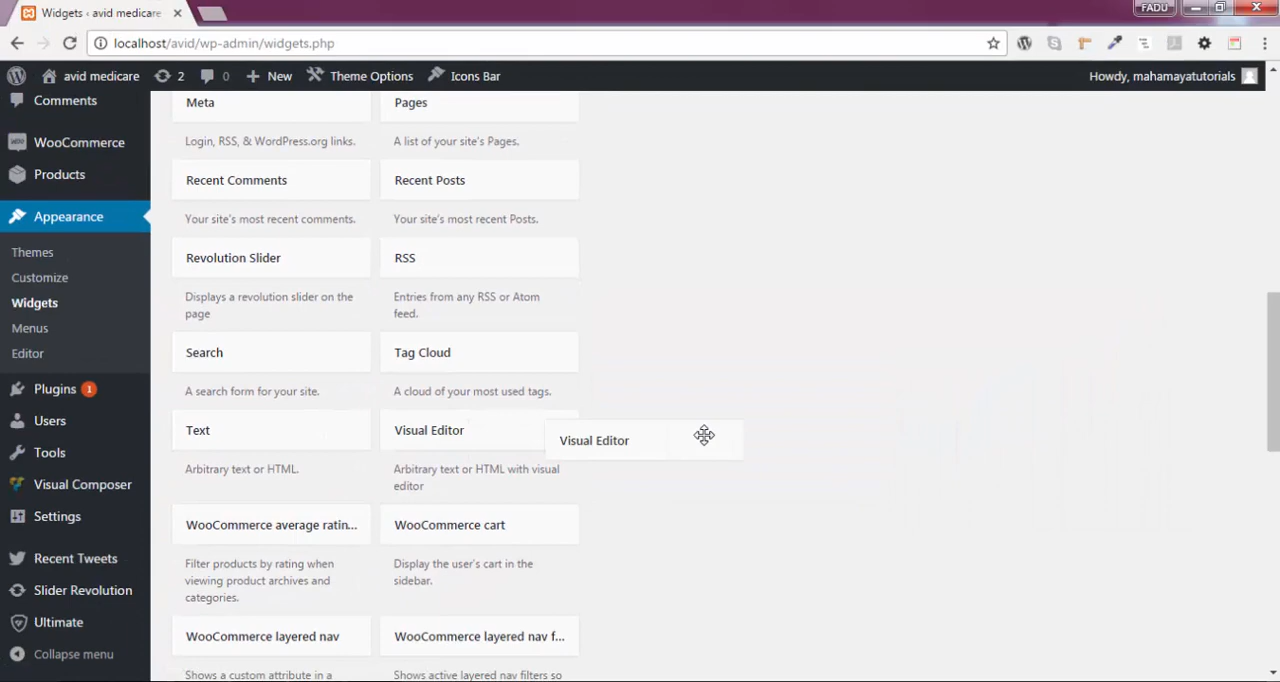 Widgets ‹ avid medicare
FADU
localhost/avid/wp-admin/widgets.php
avid medicare 2 0 New Theme Options Icons Bar Howdy, mahamayatutorials
Comments
WooCommerce
Products
Appearance
Themes
Customize
Widgets
Menus
Editor
Plugins 1
Users
Tools
Visual Composer
Settings
Recent Tweets
Slider Revolution
Ultimate
Collapse menu
Meta Pages
Login, RSS, & WordPress.org links. A list of your site's Pages.
Recent Comments Recent Posts
Your site's most recent comments. Your site's most recent Posts.
Revolution Slider RSS
Displays a revolution slider on the Entries from any RSS or Atom
page feed.
Search Tag Cloud
A search form for your site. A cloud of your most used tags.
Text Visual Editor
Visual Editor
Arbitrary text or HTML. Arbitrary text or HTML with visual
editor
WooCommerce average ratin... WooCommerce cart
Filter products by rating when Display the user's cart in the
viewing product archives and sidebar.
categories.
WooCommerce layered nav WooCommerce layered nav f...
Shows a custom attribute in a Shows active layered nav filters so